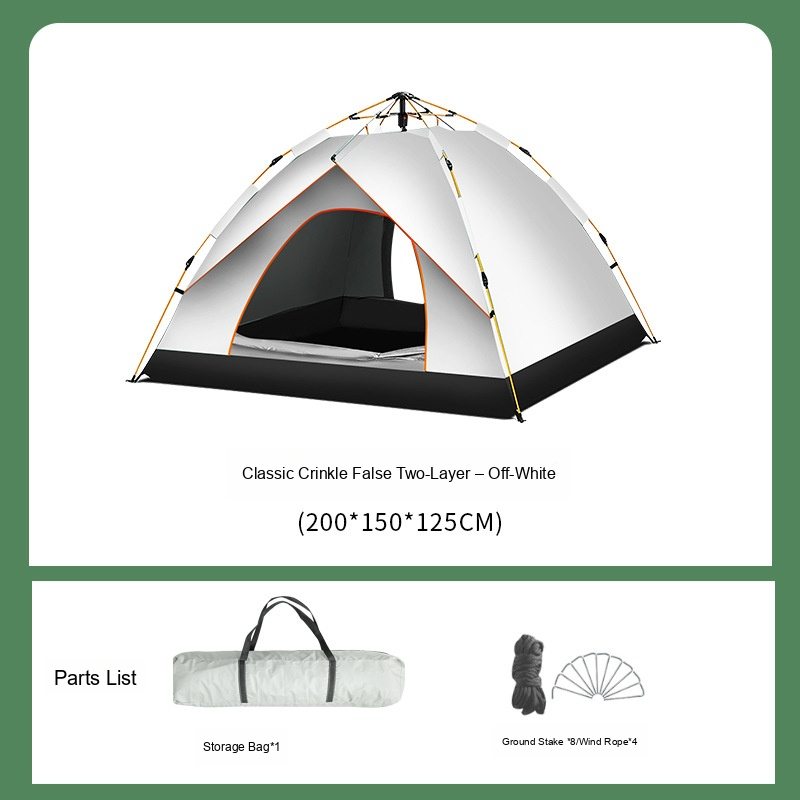 Classic Crinkle False Two-Layer – Off-White
(200*150*125CM)
Parts List
Storage Bag*1
Ground Stake *8/Wind Rope*4